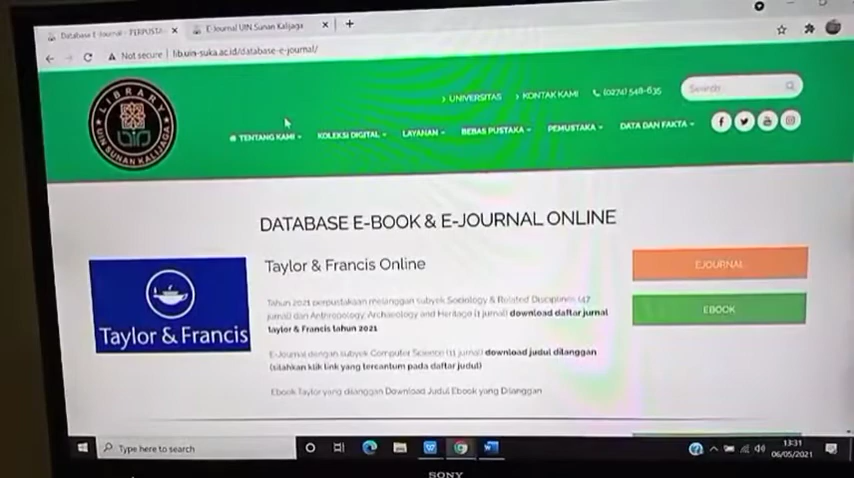 Database E-Journal - PERPUSTA
E-Journal UIN Sunan Kalijaga
Not secure | lib.uin-suka.ac.id/database-e-journal/
LIBRARY
UIN SUNAN KALIJAGA
UNIVERSITAS
KONTAK KAMI
(0274) 548-635
Search
TENTANG KAMI
KOLEKSI DIGITAL
LAYANAN
BEBAS PUSTAKA
PEMUSTAKA
DATA DAN FAKTA
DATABASE E-BOOK & E-JOURNAL ONLINE
Taylor & Francis
Taylor & Francis Online
Tahun 2021 perpustakaan melanggan subyek Sociology & Related Disciplines (47
jurnal) dan Anthropology, Archaeology and Heritage (1 jurnal) download daftar jurnal
taylor & Francis tahun 2021
E-Journal dengan subyek Computer Science (11 jurnal) download judul dilanggan
(silahkan klik link yang tercantum pada daftar judul)
Ebook Taylor yang dilanggan Download Judul Ebook yang Dilanggan
EJOURNAL
EBOOK
Type here to search
13:31
06/05/2021
SONY